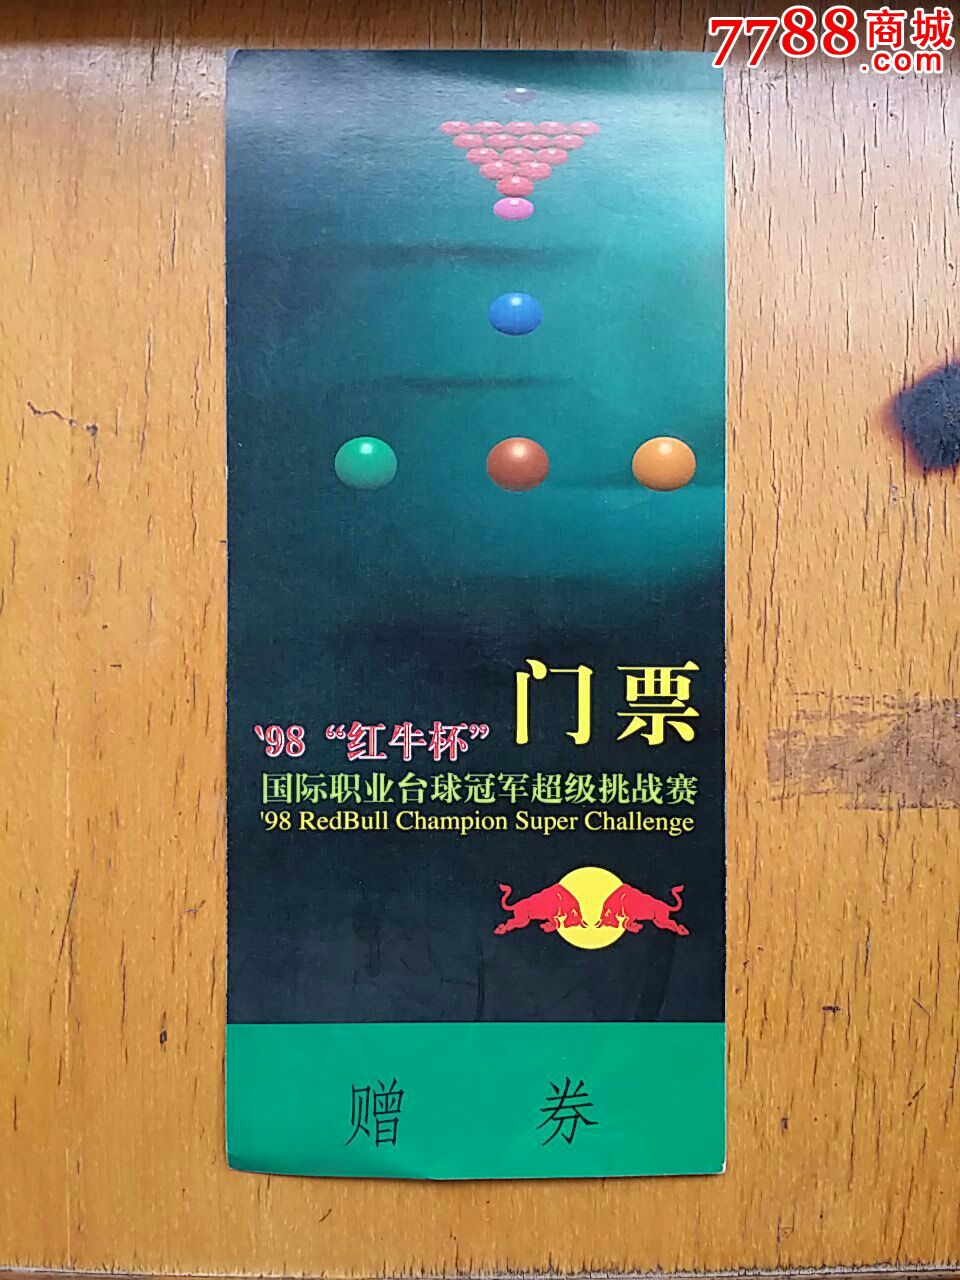 7788商城
.com
门票
‘98 “红牛杯”
国际职业台球冠军超级挑战赛
'98 RedBull Champion Super Challenge
赠 券